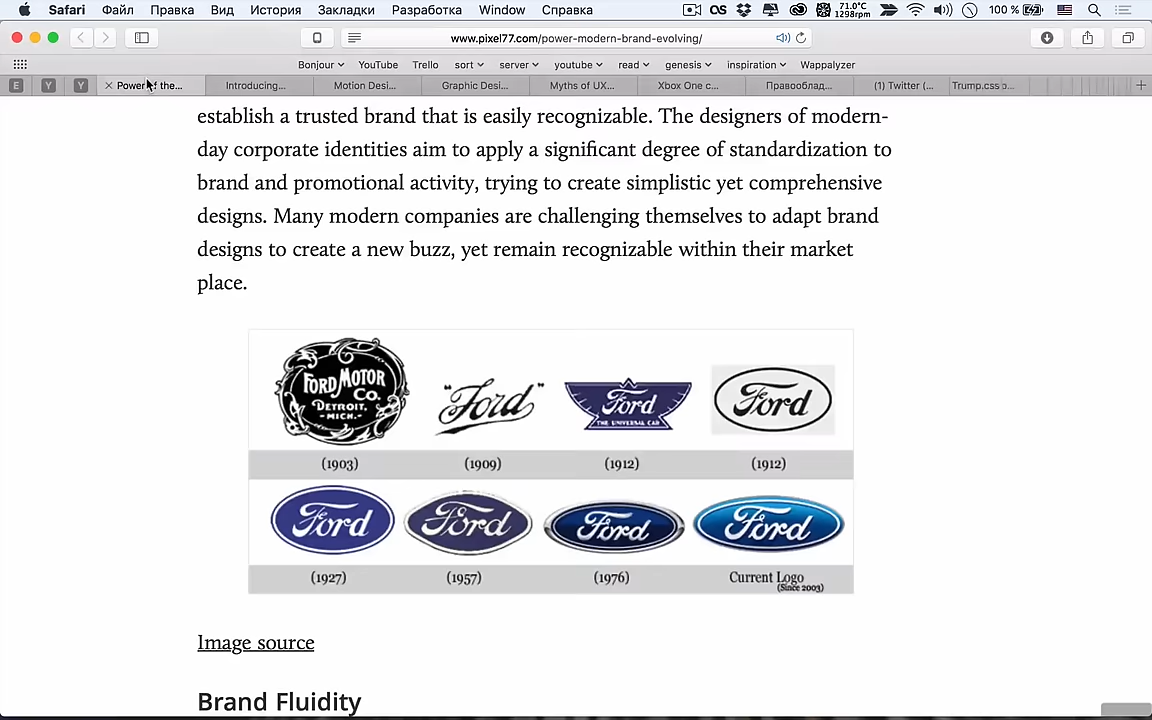 Safari Файл Правка Вид История Закладки Разработка Window Справка 71.0°C 1298rpm 100 %
www.pixel77.com/power-modern-brand-evolving/
Bonjour YouTube Trello sort server youtube read genesis inspiration Wappalyzer
E Y Y Power of the... Introducing... Motion Desi... Graphic Desi... Myths of UX... Xbox One c... Правооблад... (1) Twitter (... Trump.css
establish a trusted brand that is easily recognizable. The designers of modern-
day corporate identities aim to apply a significant degree of standardization to
brand and promotional activity, trying to create simplistic yet comprehensive
designs. Many modern companies are challenging themselves to adapt brand
designs to create a new buzz, yet remain recognizable within their market
place.
FORD MOTOR
CO.
DETROIT,
-MICH.-
"Ford"
Ford
THE UNIVERSAL CAR
Ford
(1903) (1909) (1912) (1912)
Ford Ford Ford Ford
(1927) (1957) (1976) Current Logo
(Since 2003)
Image source
Brand Fluidity